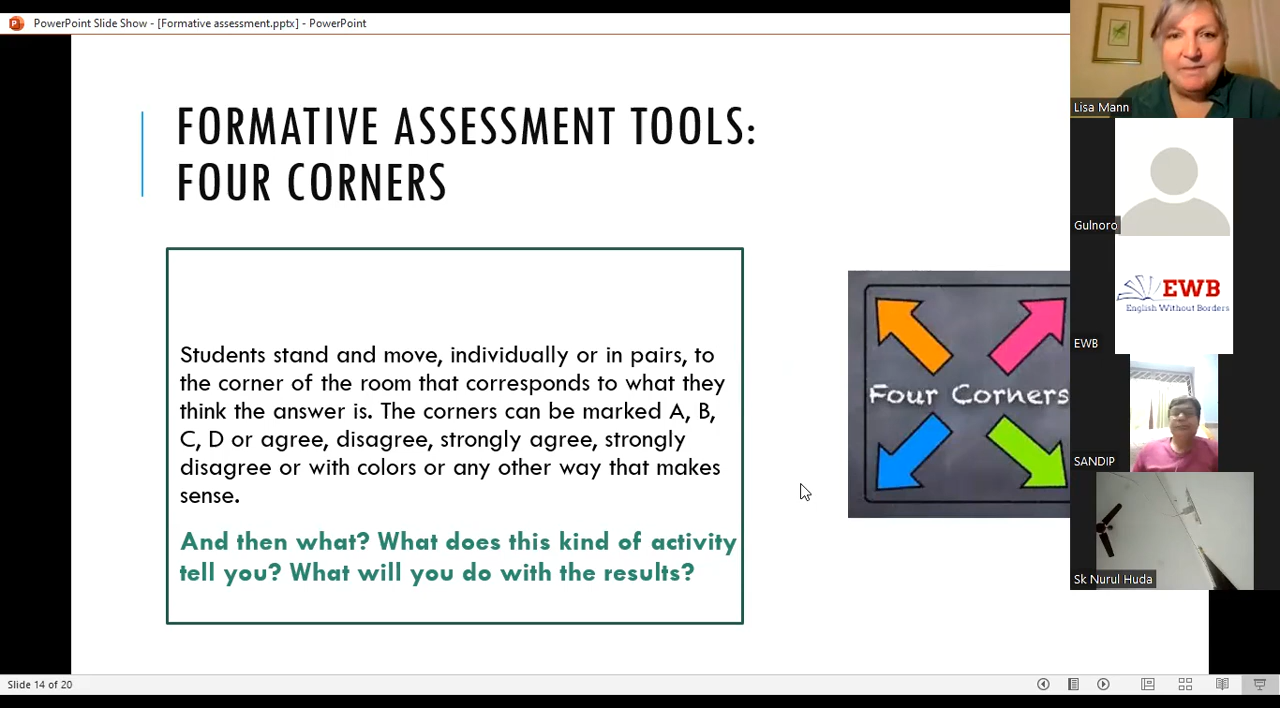 PowerPoint Slide Show - [Formative assessment.pptx] - PowerPoint
FORMATIVE ASSESSMENT TOOLS:
FOUR CORNERS
Students stand and move, individually or in pairs, to
the corner of the room that corresponds to what they
think the answer is. The corners can be marked A, B,
C, D or agree, disagree, strongly agree, strongly
disagree or with colors or any other way that makes
sense.
And then what? What does this kind of activity
tell you? What will you do with the results?
Four Corners
Lisa Mann
Gulnoro
EWB
English Without Borders
EWB
SANDIP
Sk Nurul Huda
Slide 14 of 20